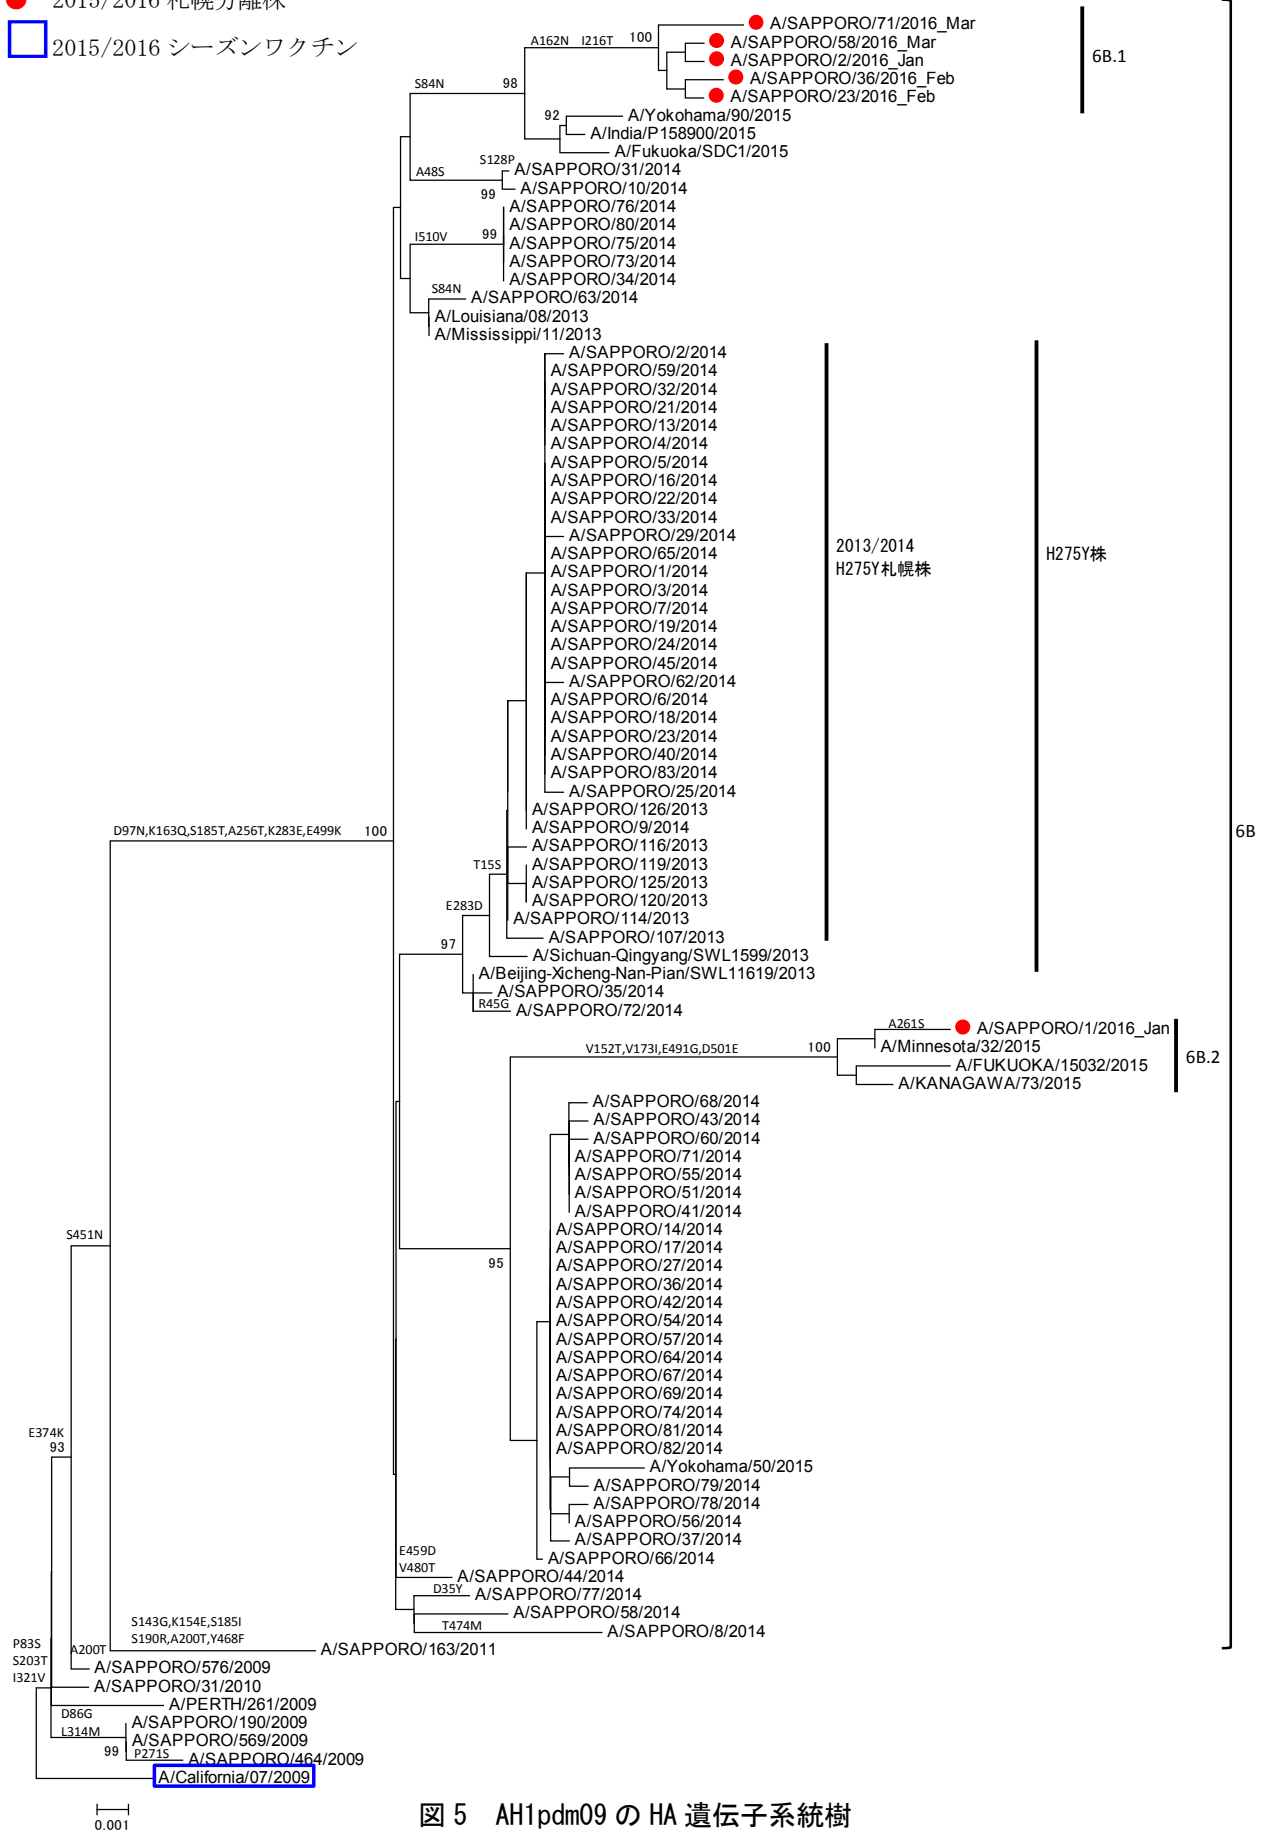 2015/2016 札幌分離株
2015/2016 シーズンワクチン
A/SAPPORO/71/2016_Mar
A162N I216T 100
A/SAPPORO/58/2016_Mar
A/SAPPORO/2/2016_Jan
6B.1
A/SAPPORO/36/2016_Feb
S84N 98
A/SAPPORO/23/2016_Feb
92 A/Yokohama/90/2015
A/India/P158900/2015
A/Fukuoka/SDC1/2015
S128P
A/SAPPORO/31/2014
A48S
99 A/SAPPORO/10/2014
A/SAPPORO/76/2014
A/SAPPORO/80/2014
I510V 99 A/SAPPORO/75/2014
A/SAPPORO/73/2014
A/SAPPORO/34/2014
S84N A/SAPPORO/63/2014
A/Louisiana/08/2013
A/Mississippi/11/2013
A/SAPPORO/2/2014
A/SAPPORO/59/2014
A/SAPPORO/32/2014
A/SAPPORO/21/2014
A/SAPPORO/13/2014
A/SAPPORO/4/2014
A/SAPPORO/5/2014
A/SAPPORO/16/2014
A/SAPPORO/22/2014
A/SAPPORO/33/2014
A/SAPPORO/29/2014
2013/2014
H275Y札幌株
H275Y株
A/SAPPORO/65/2014
A/SAPPORO/1/2014
A/SAPPORO/3/2014
A/SAPPORO/7/2014
A/SAPPORO/19/2014
A/SAPPORO/24/2014
A/SAPPORO/45/2014
A/SAPPORO/62/2014
A/SAPPORO/6/2014
A/SAPPORO/18/2014
A/SAPPORO/23/2014
A/SAPPORO/40/2014
A/SAPPORO/83/2014
A/SAPPORO/25/2014
A/SAPPORO/126/2013
D97N,K163Q,S185T,A256T,K283E,E499K 100
A/SAPPORO/9/2014
6B
A/SAPPORO/116/2013
T15S A/SAPPORO/119/2013
A/SAPPORO/125/2013
A/SAPPORO/120/2013
E283D
A/SAPPORO/114/2013
A/SAPPORO/107/2013
97
A/Sichuan-Qingyang/SWL1599/2013
A/Beijing-Xicheng-Nan-Pian/SWL11619/2013
A/SAPPORO/35/2014
R45G A/SAPPORO/72/2014
A261S A/SAPPORO/1/2016_Jan
V152T,V173I,E491G,D501E 100
A/Minnesota/32/2015
6B.2
A/FUKUOKA/15032/2015
A/KANAGAWA/73/2015
A/SAPPORO/68/2014
A/SAPPORO/43/2014
A/SAPPORO/60/2014
A/SAPPORO/71/2014
A/SAPPORO/55/2014
A/SAPPORO/51/2014
A/SAPPORO/41/2014
A/SAPPORO/14/2014
S451N
A/SAPPORO/17/2014
95
A/SAPPORO/27/2014
A/SAPPORO/36/2014
A/SAPPORO/42/2014
A/SAPPORO/54/2014
A/SAPPORO/57/2014
A/SAPPORO/64/2014
A/SAPPORO/67/2014
A/SAPPORO/69/2014
A/SAPPORO/74/2014
A/SAPPORO/81/2014
E374K
93
A/SAPPORO/82/2014
A/Yokohama/50/2015
A/SAPPORO/79/2014
A/SAPPORO/78/2014
A/SAPPORO/56/2014
A/SAPPORO/37/2014
A/SAPPORO/66/2014
E459D
V480T
A/SAPPORO/44/2014
D35Y A/SAPPORO/77/2014
A/SAPPORO/58/2014
T474M A/SAPPORO/8/2014
S143G,K154E,S185I
S190R,A200T,Y468F
A/SAPPORO/163/2011
P83S
S203T
I321V
A200T
A/SAPPORO/576/2009
A/SAPPORO/31/2010
A/PERTH/261/2009
D86G
L314M
A/SAPPORO/190/2009
A/SAPPORO/569/2009
99 P271S A/SAPPORO/464/2009
A/California/07/2009
0.001
図 5 AH1pdm09 の HA 遺伝子系統樹